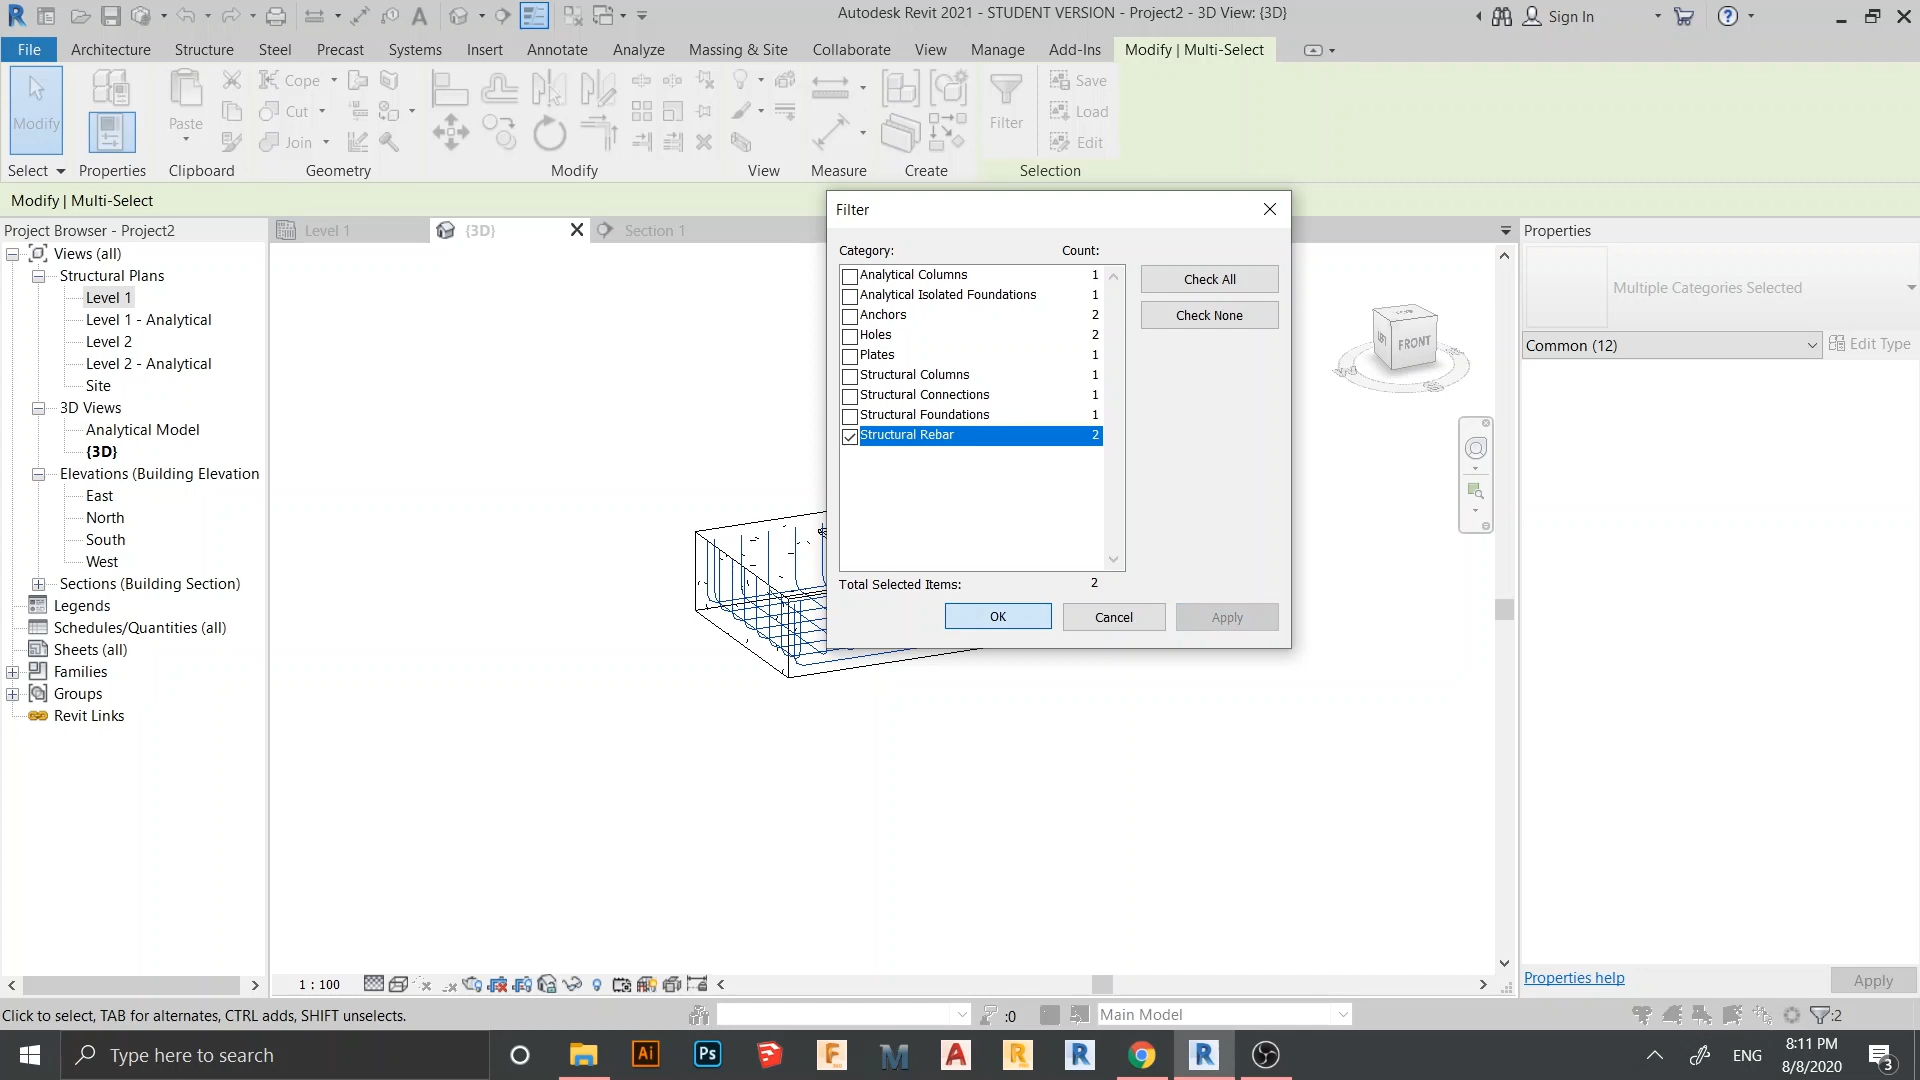 Autodesk Revit 2021 - STUDENT VERSION - Project2 - 3D View: {3D}
Sign In
File Architecture Structure Steel Precast Systems Insert Annotate Analyze Massing & Site Collaborate View Manage Add-Ins Modify | Multi-Select
Modify
Paste
Cope
Cut
Join
Filter
Save
Load
Edit
Select Properties Clipboard Geometry Modify View Measure Create Selection
Modify | Multi-Select
Project Browser - Project2
Views (all)
Structural Plans
Level 1
Level 1 - Analytical
Level 2
Level 2 - Analytical
Site
3D Views
Analytical Model
{3D}
Elevations (Building Elevation
East
North
South
West
Sections (Building Section)
Legends
Schedules/Quantities (all)
Sheets (all)
Families
Groups
Revit Links
Level 1
{3D}
Section 1
Filter
Category: Count:
Analytical Columns 1
Analytical Isolated Foundations 1
Anchors 2
Holes 2
Plates 1
Structural Columns 1
Structural Connections 1
Structural Foundations 1
Structural Rebar 2
Check All
Check None
Total Selected Items: 2
OK Cancel Apply
FRONT
Properties
Multiple Categories Selected
Common (12)
Edit Type
Properties help
Apply
1 : 100
Click to select, TAB for alternates, CTRL adds, SHIFT unselects.
:0
Main Model
:2
Type here to search
Ai
Ps
ENG
8:11 PM
8/8/2020
3